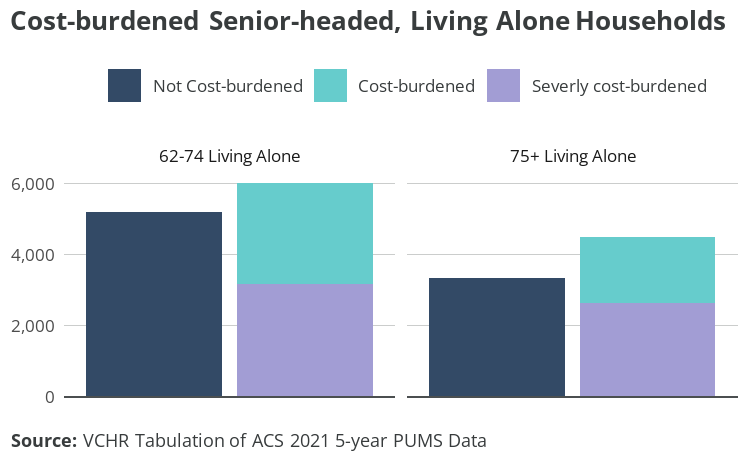 Cost-burdened Senior-headed, Living Alone Households
Not Cost-burdened Cost-burdened Severly cost-burdened
62-74 Living Alone 75+ Living Alone
6,000
4,000
2,000
0
Source: VCHR Tabulation of ACS 2021 5-year PUMS Data